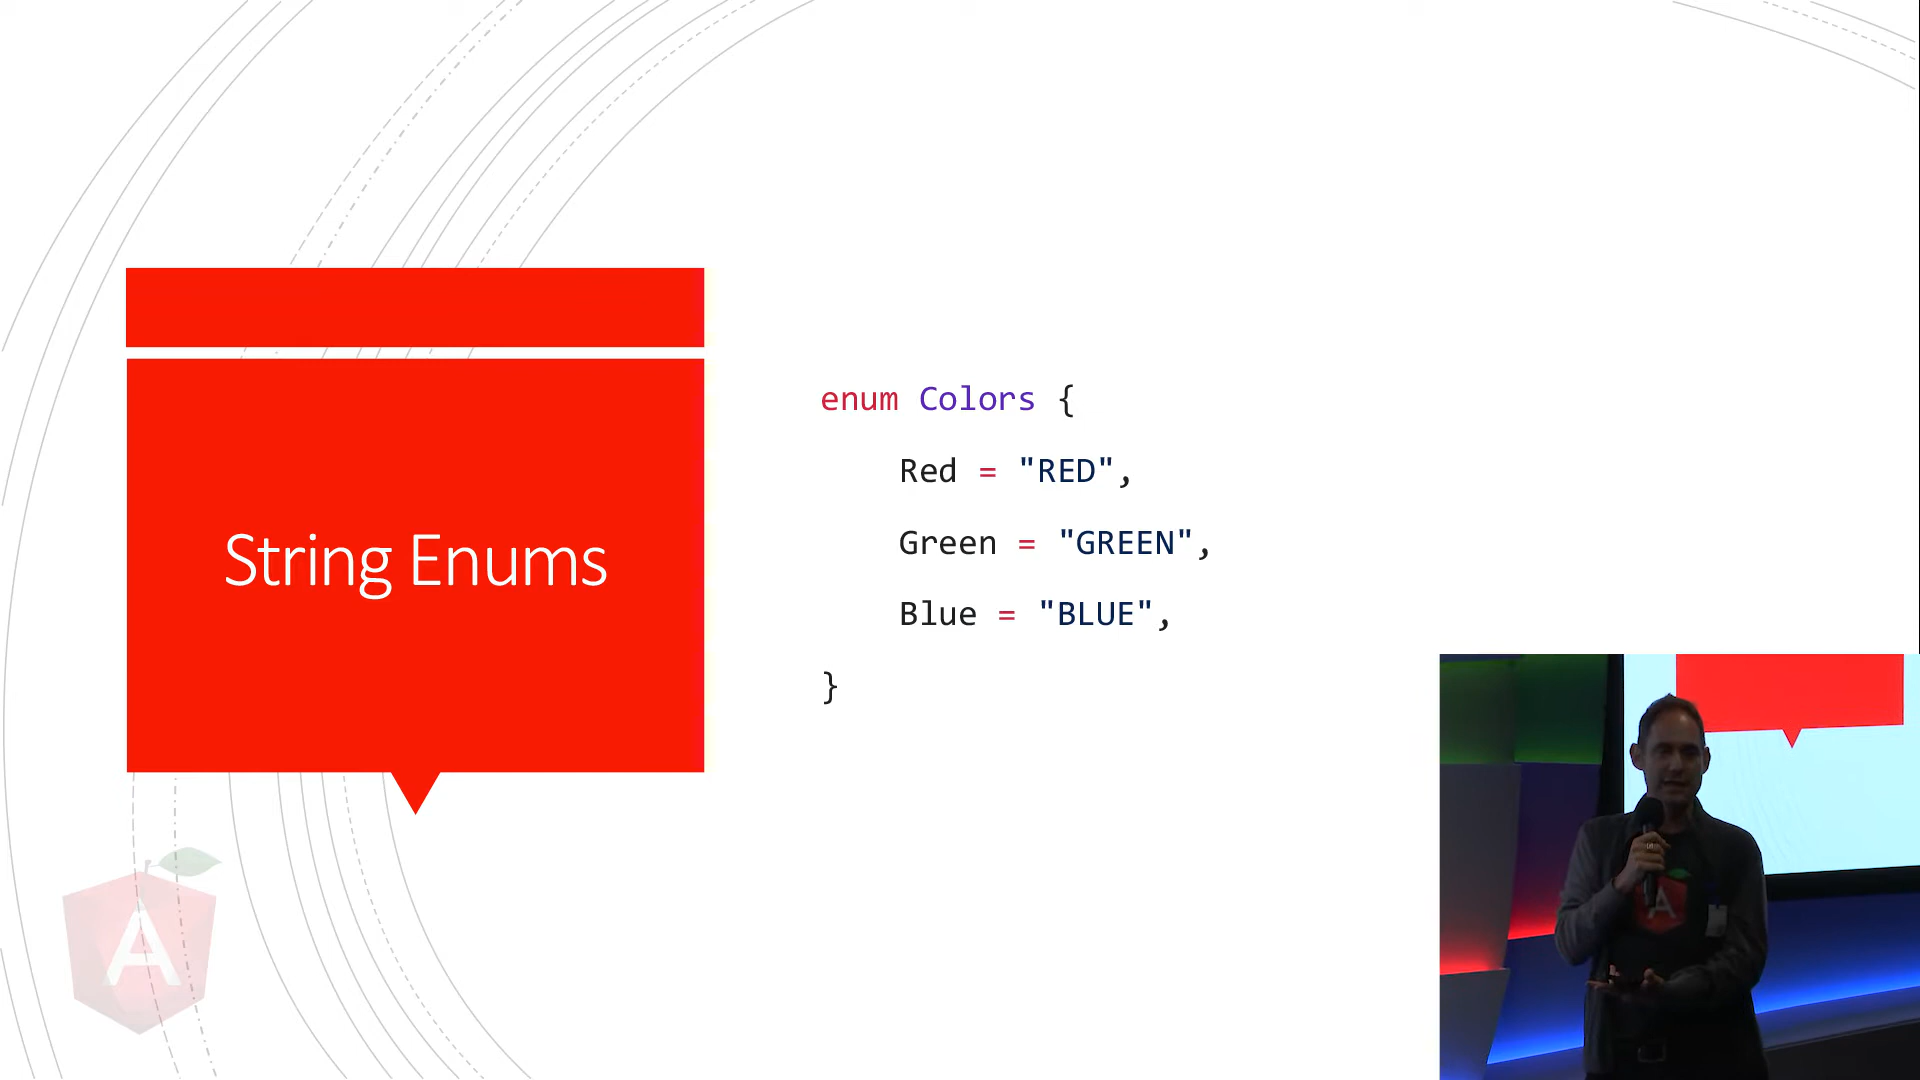 String Enums
enum Colors {
Red = "RED",
Green = "GREEN",
Blue = "BLUE",
}
A
A